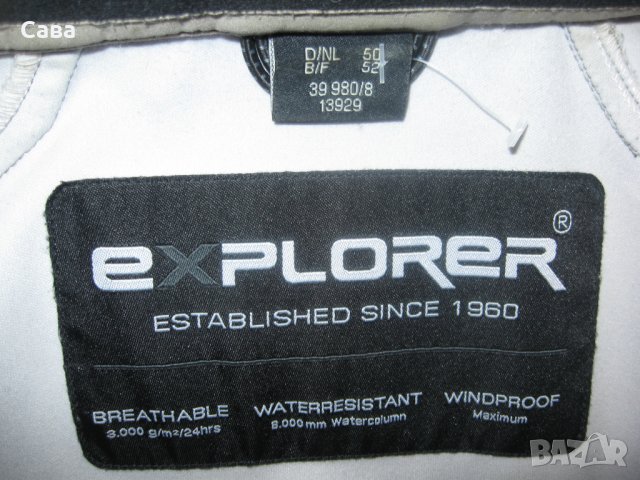 Сава
D/NL 50
B/F 52
39 980/8
13929
eXPLORER ®
ESTABLISHED SINCE 1960
BREATHABLE WATERRESISTANT WINDPROOF
3.000 g/m2/24hrs 8.000 mm Watercolumn Maximum
BAZAR